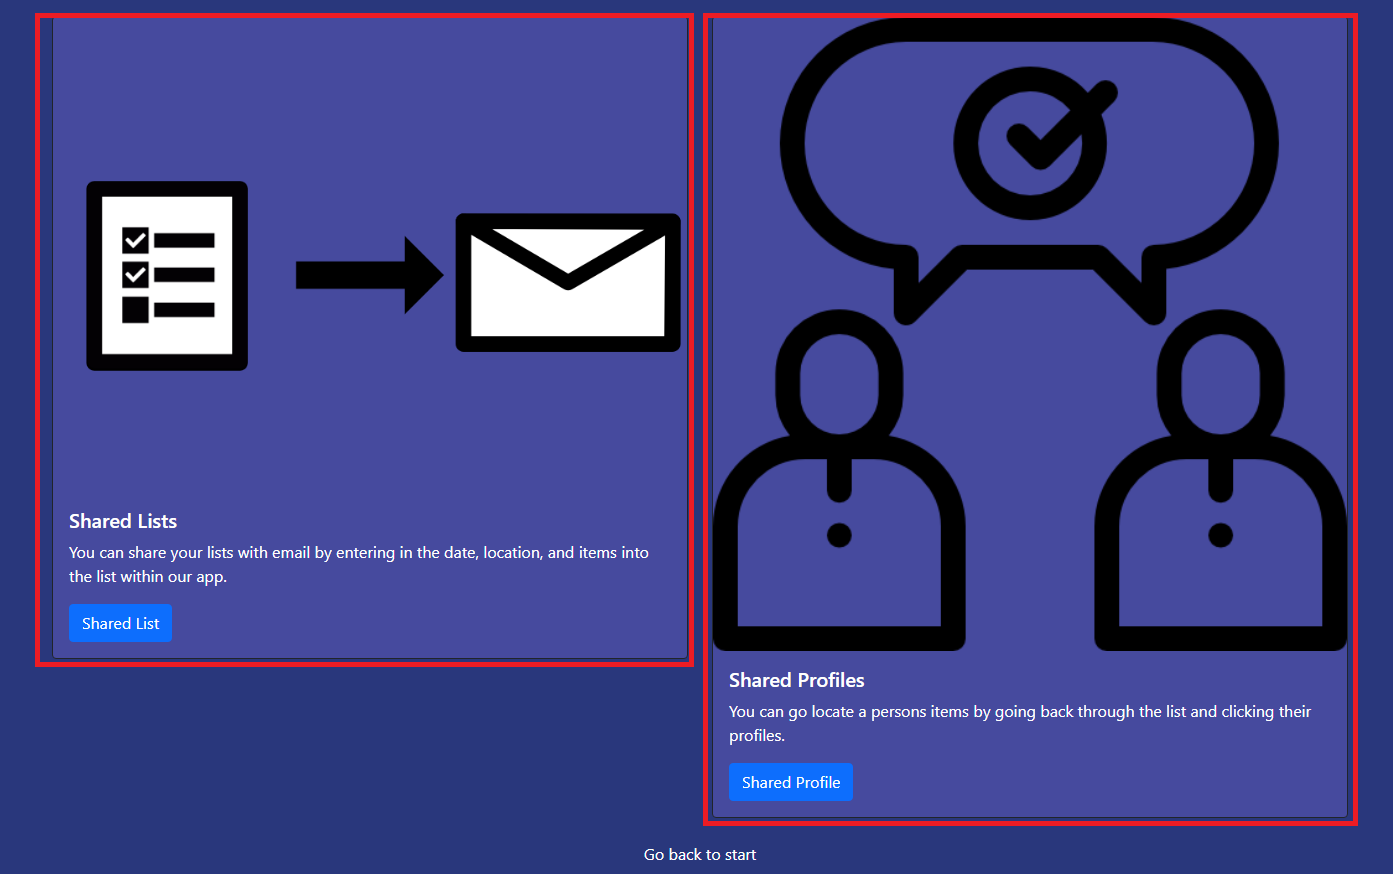 Shared Lists
You can share your lists with email by entering in the date, location, and items into
the list within our app.
Shared List
Shared Profiles
You can go locate a persons items by going back through the list and clicking their
profiles.
Shared Profile
Go back to start